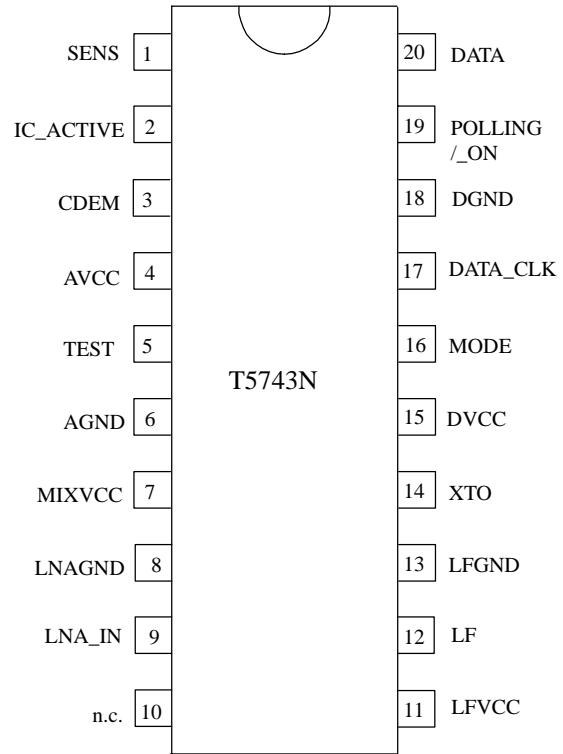 SENS 1 20 DATA
IC_ACTIVE 2 19 POLLING
/_ON
CDEM 3 18 DGND
AVCC 4 17 DATA_CLK
TEST 5 16 MODE
T5743N
AGND 6 15 DVCC
MIXVCC 7 14 XTO
LNAGND 8 13 LFGND
LNA_IN 9 12 LF
n.c. 10 11 LFVCC